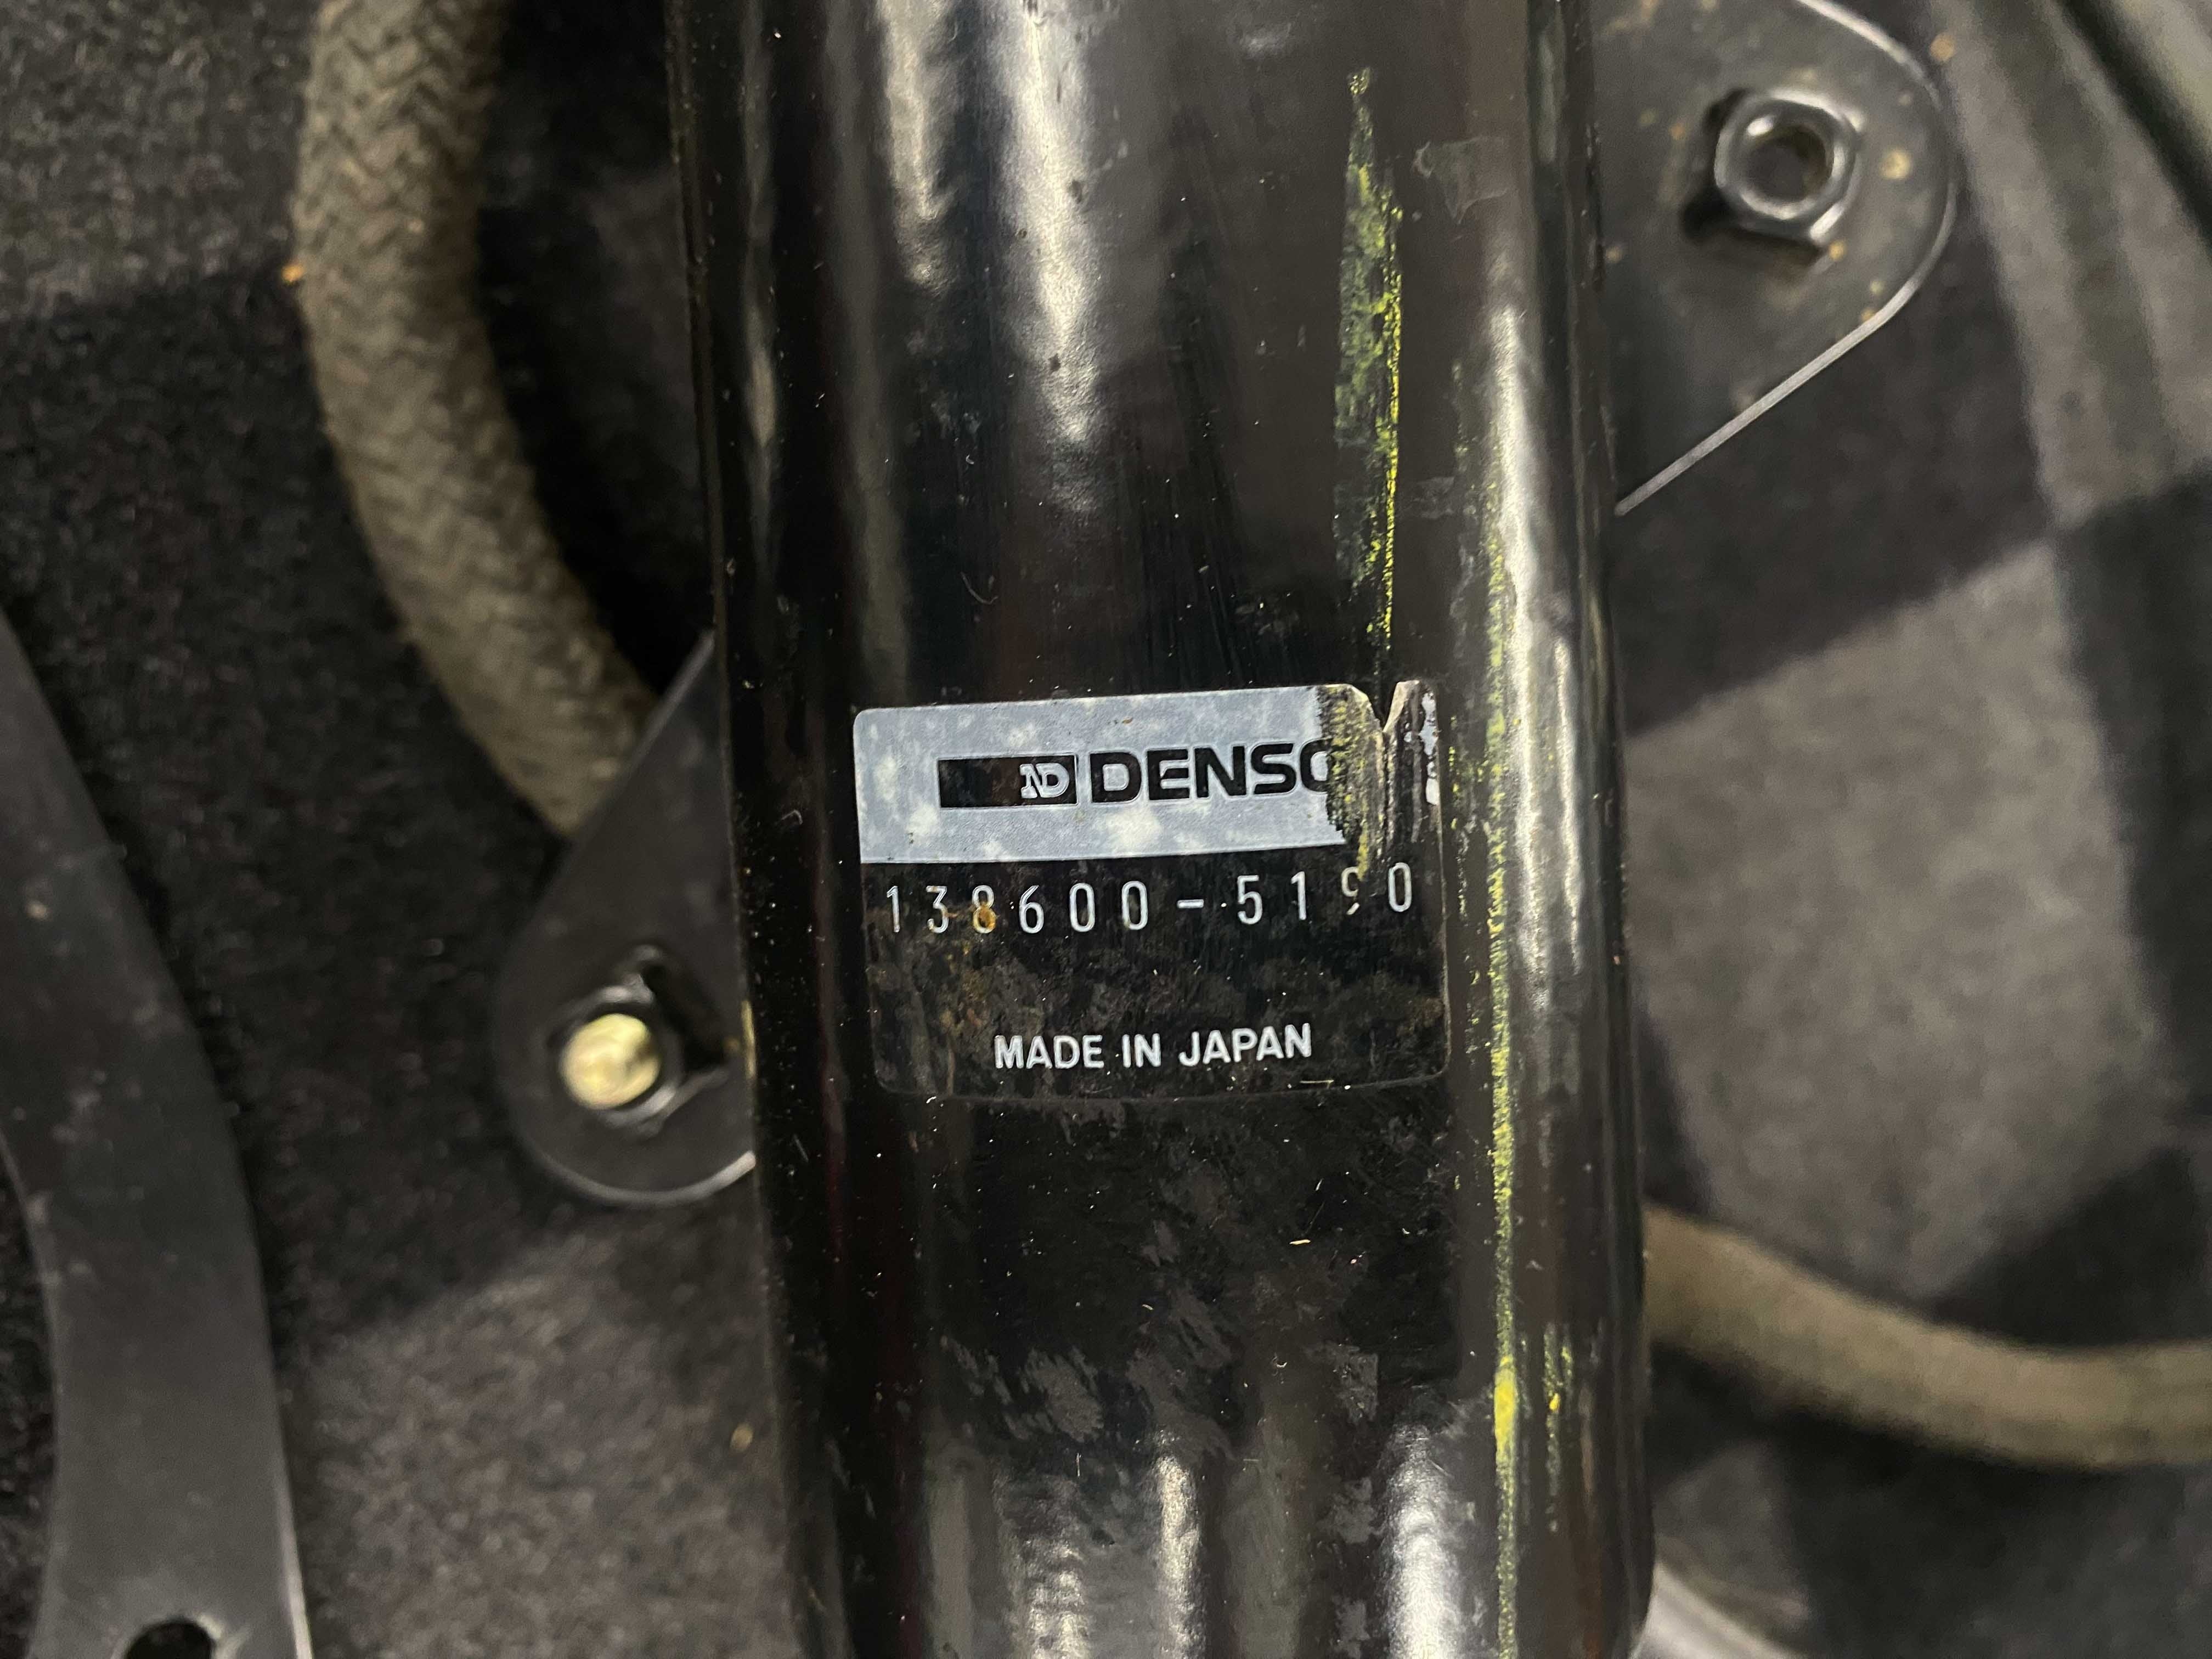 ND DENSO
138600-5190
MADE IN JAPAN